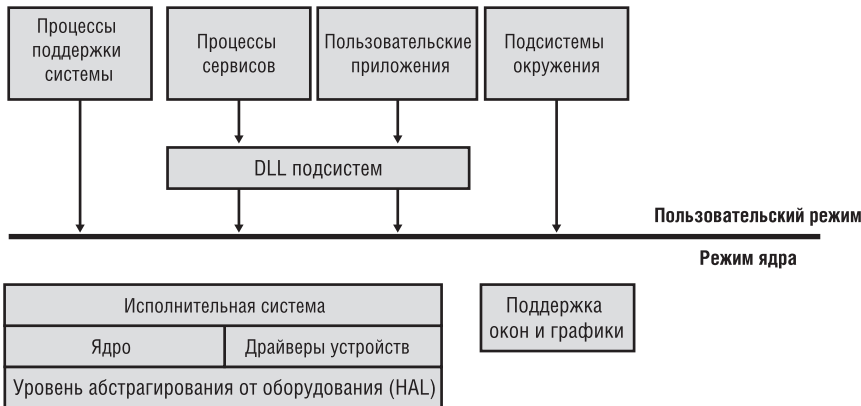 Процессы
поддержки
системы
Процессы
сервисов
Пользовательские
приложения
Подсистемы
окружения
DLL подсистем
Пользовательский режим
Режим ядра
Исполнительная система
Ядро
Драйверы устройств
Уровень абстрагирования от оборудования (HAL)
Поддержка
окон и графики